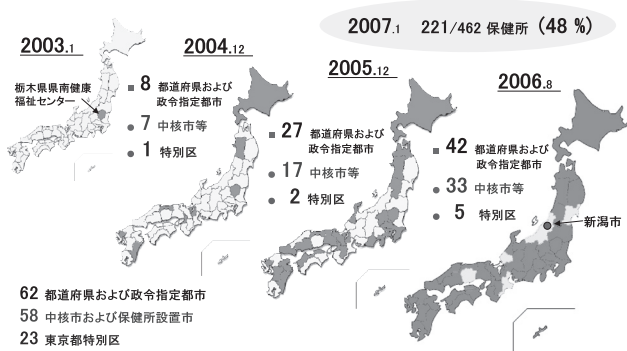 2007.1 221/462 保健所 (48 %)
2003.1
栃木県県南健康
福祉センター
2004.12
8 都道府県および
政令指定都市
7 中核市等
1 特別区
2005.12
27 都道府県および
政令指定都市
17 中核市等
2 特別区
2006.8
42 都道府県および
政令指定都市
33 中核市等
5 特別区
新潟市
62 都道府県および政令指定都市
58 中核市および保健所設置市
23 東京都特別区